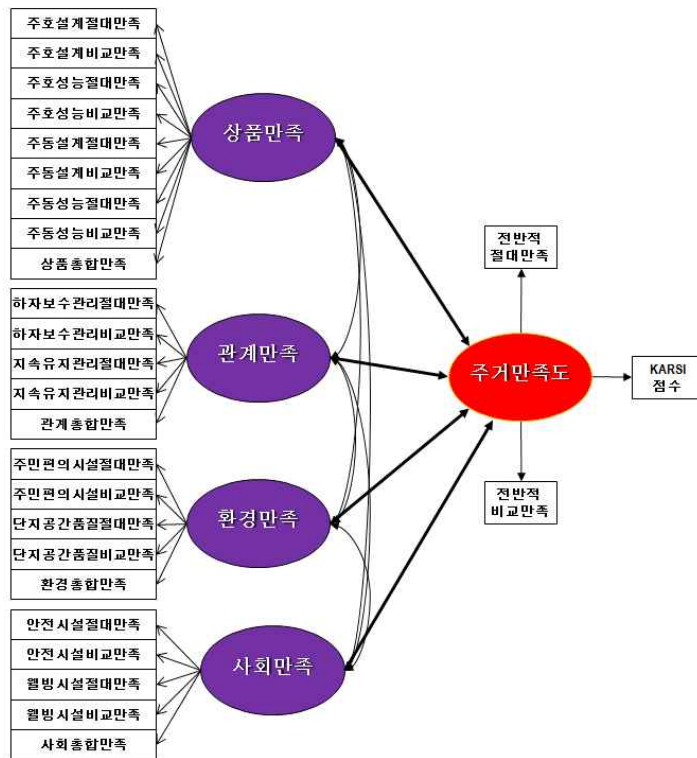 주호설계절대만족
주호설계비교만족
주호성능절대만족
주호성능비교만족
주동설계절대만족
주동설계비교만족
주동성능절대만족
주동성능비교만족
상품총합만족
상품만족
하자보수관리절대만족
하자보수관리비교만족
지속유지관리절대만족
지속유지관리비교만족
관계총합만족
관계만족
주민편의시설절대만족
주민편의시설비교만족
단지공간품질절대만족
단지공간품질비교만족
환경총합만족
환경만족
안전시설절대만족
안전시설비교만족
웰빙시설절대만족
웰빙시설비교만족
사회총합만족
사회만족
전반적
절대만족
주거만족도
KARSI
점수
전반적
비교만족